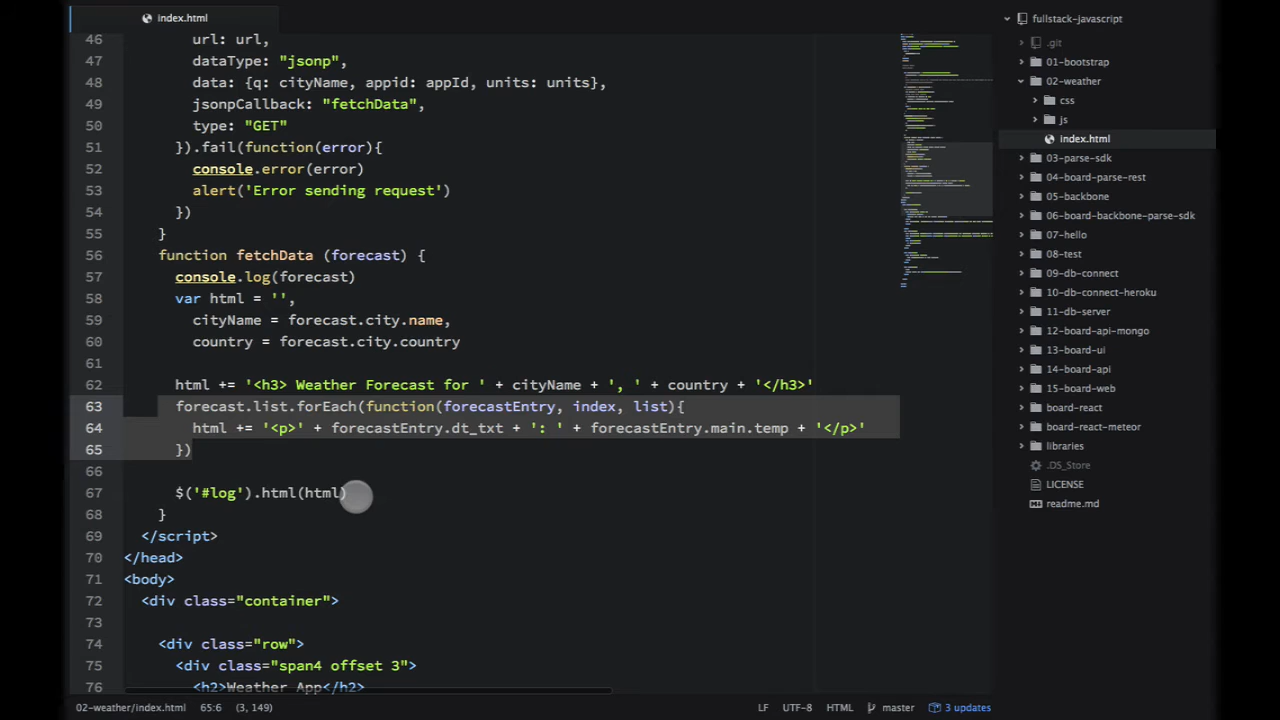 index.html
46 url: url,
47 dataType: "jsonp",
48 data: {q: cityName, appid: appId, units: units},
49 jsonpCallback: "fetchData",
50 type: "GET"
51 }).fail(function(error){
52 console.error(error)
53 alert('Error sending request')
54 })
55 }
56 function fetchData (forecast) {
57 console.log(forecast)
58 var html = '',
59 cityName = forecast.city.name,
60 country = forecast.city.country
61
62 html += '<h3> Weather Forecast for ' + cityName + ', ' + country + '</h3>'
63 forecast.list.forEach(function(forecastEntry, index, list){
64 html += '<p>' + forecastEntry.dt_txt + ': ' + forecastEntry.main.temp + '</p>'
65 })
66
67 $('#log').html(html)
68 }
69 </script>
70 </head>
71 <body>
72 <div class="container">
73
74 <div class="row">
75 <div class="span4 offset 3">
76 <h2>Weather App</h2>
02-weather/index.html 65:6 (3, 149) LF UTF-8 HTML master 3 updates
fullstack-javascript
.git
01-bootstrap
02-weather
css
js
index.html
03-parse-sdk
04-board-parse-rest
05-backbone
06-board-backbone-parse-sdk
07-hello
08-test
09-db-connect
10-db-connect-heroku
11-db-server
12-board-api-mongo
13-board-ui
14-board-api
15-board-web
board-react
board-react-meteor
libraries
.DS_Store
LICENSE
readme.md